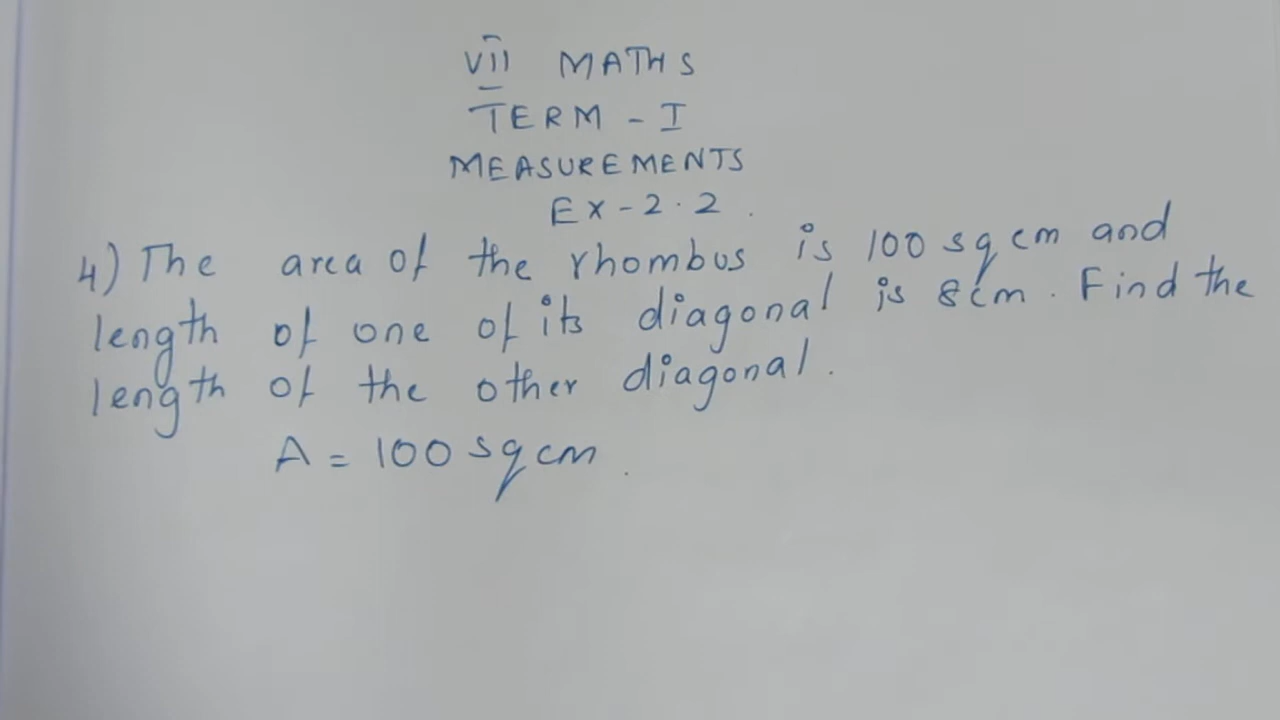 VII MATHS
TERM - I
MEASUREMENTS
EX - 2.2.
4) The area of the rhombus is 100 sq cm and
length of one of its diagonal is 8cm. Find the
length of the other diagonal.
A = 100 sq cm.